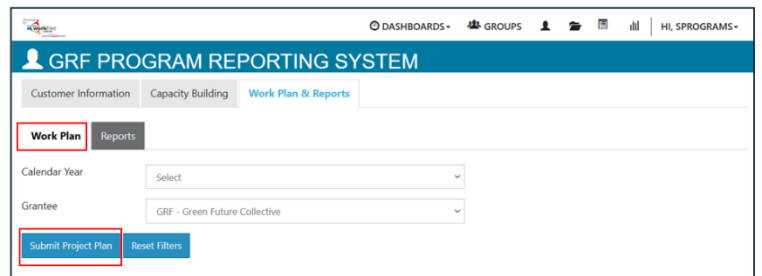 DASHBOARDS GROUPS HI, SPROGRAMS
GRF PROGRAM REPORTING SYSTEM
Customer Information Capacity Building Work Plan & Reports
Work Plan Reports
Calendar Year Select
Grantee GRF - Green Future Collective
Submit Project Plan Reset Filters